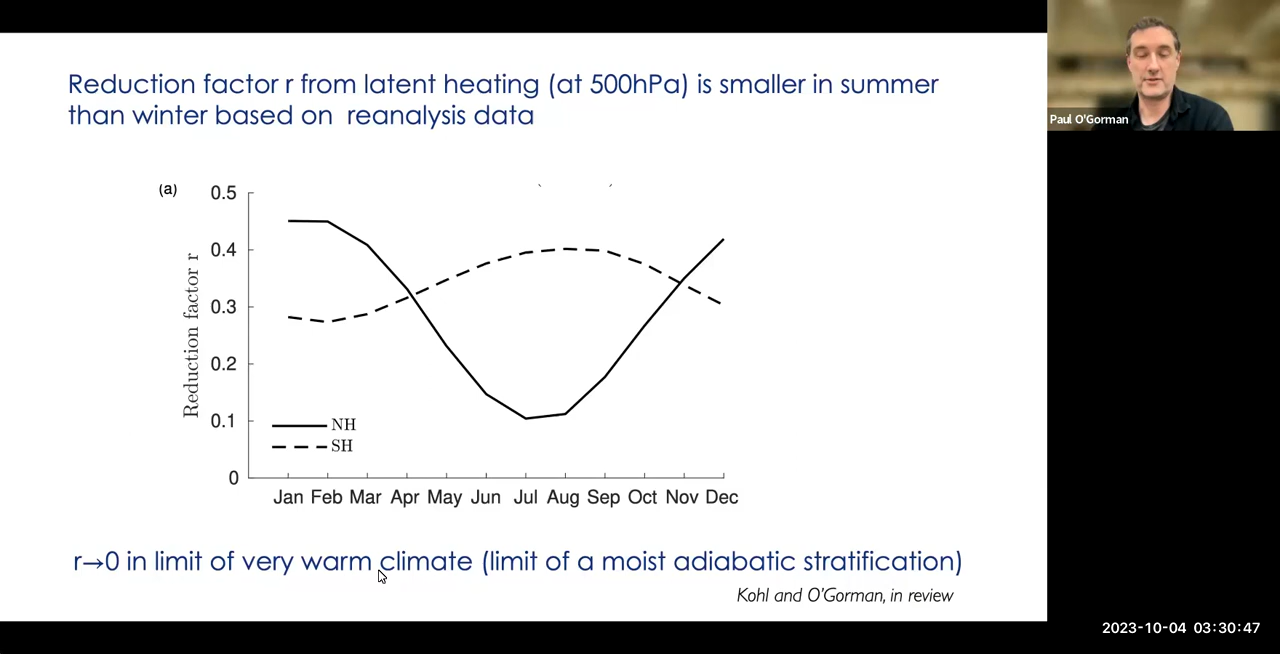 Reduction factor r from latent heating (at 500hPa) is smaller in summer
than winter based on reanalysis data
Paul O'Gorman
(a)
0.5
0.4
0.3
0.2
0.1
0
Reduction factor r
NH
SH
Jan Feb Mar Apr May Jun Jul Aug Sep Oct Nov Dec
r→0 in limit of very warm climate (limit of a moist adiabatic stratification)
Kohl and O'Gorman, in review
2023-10-04 03:30:47